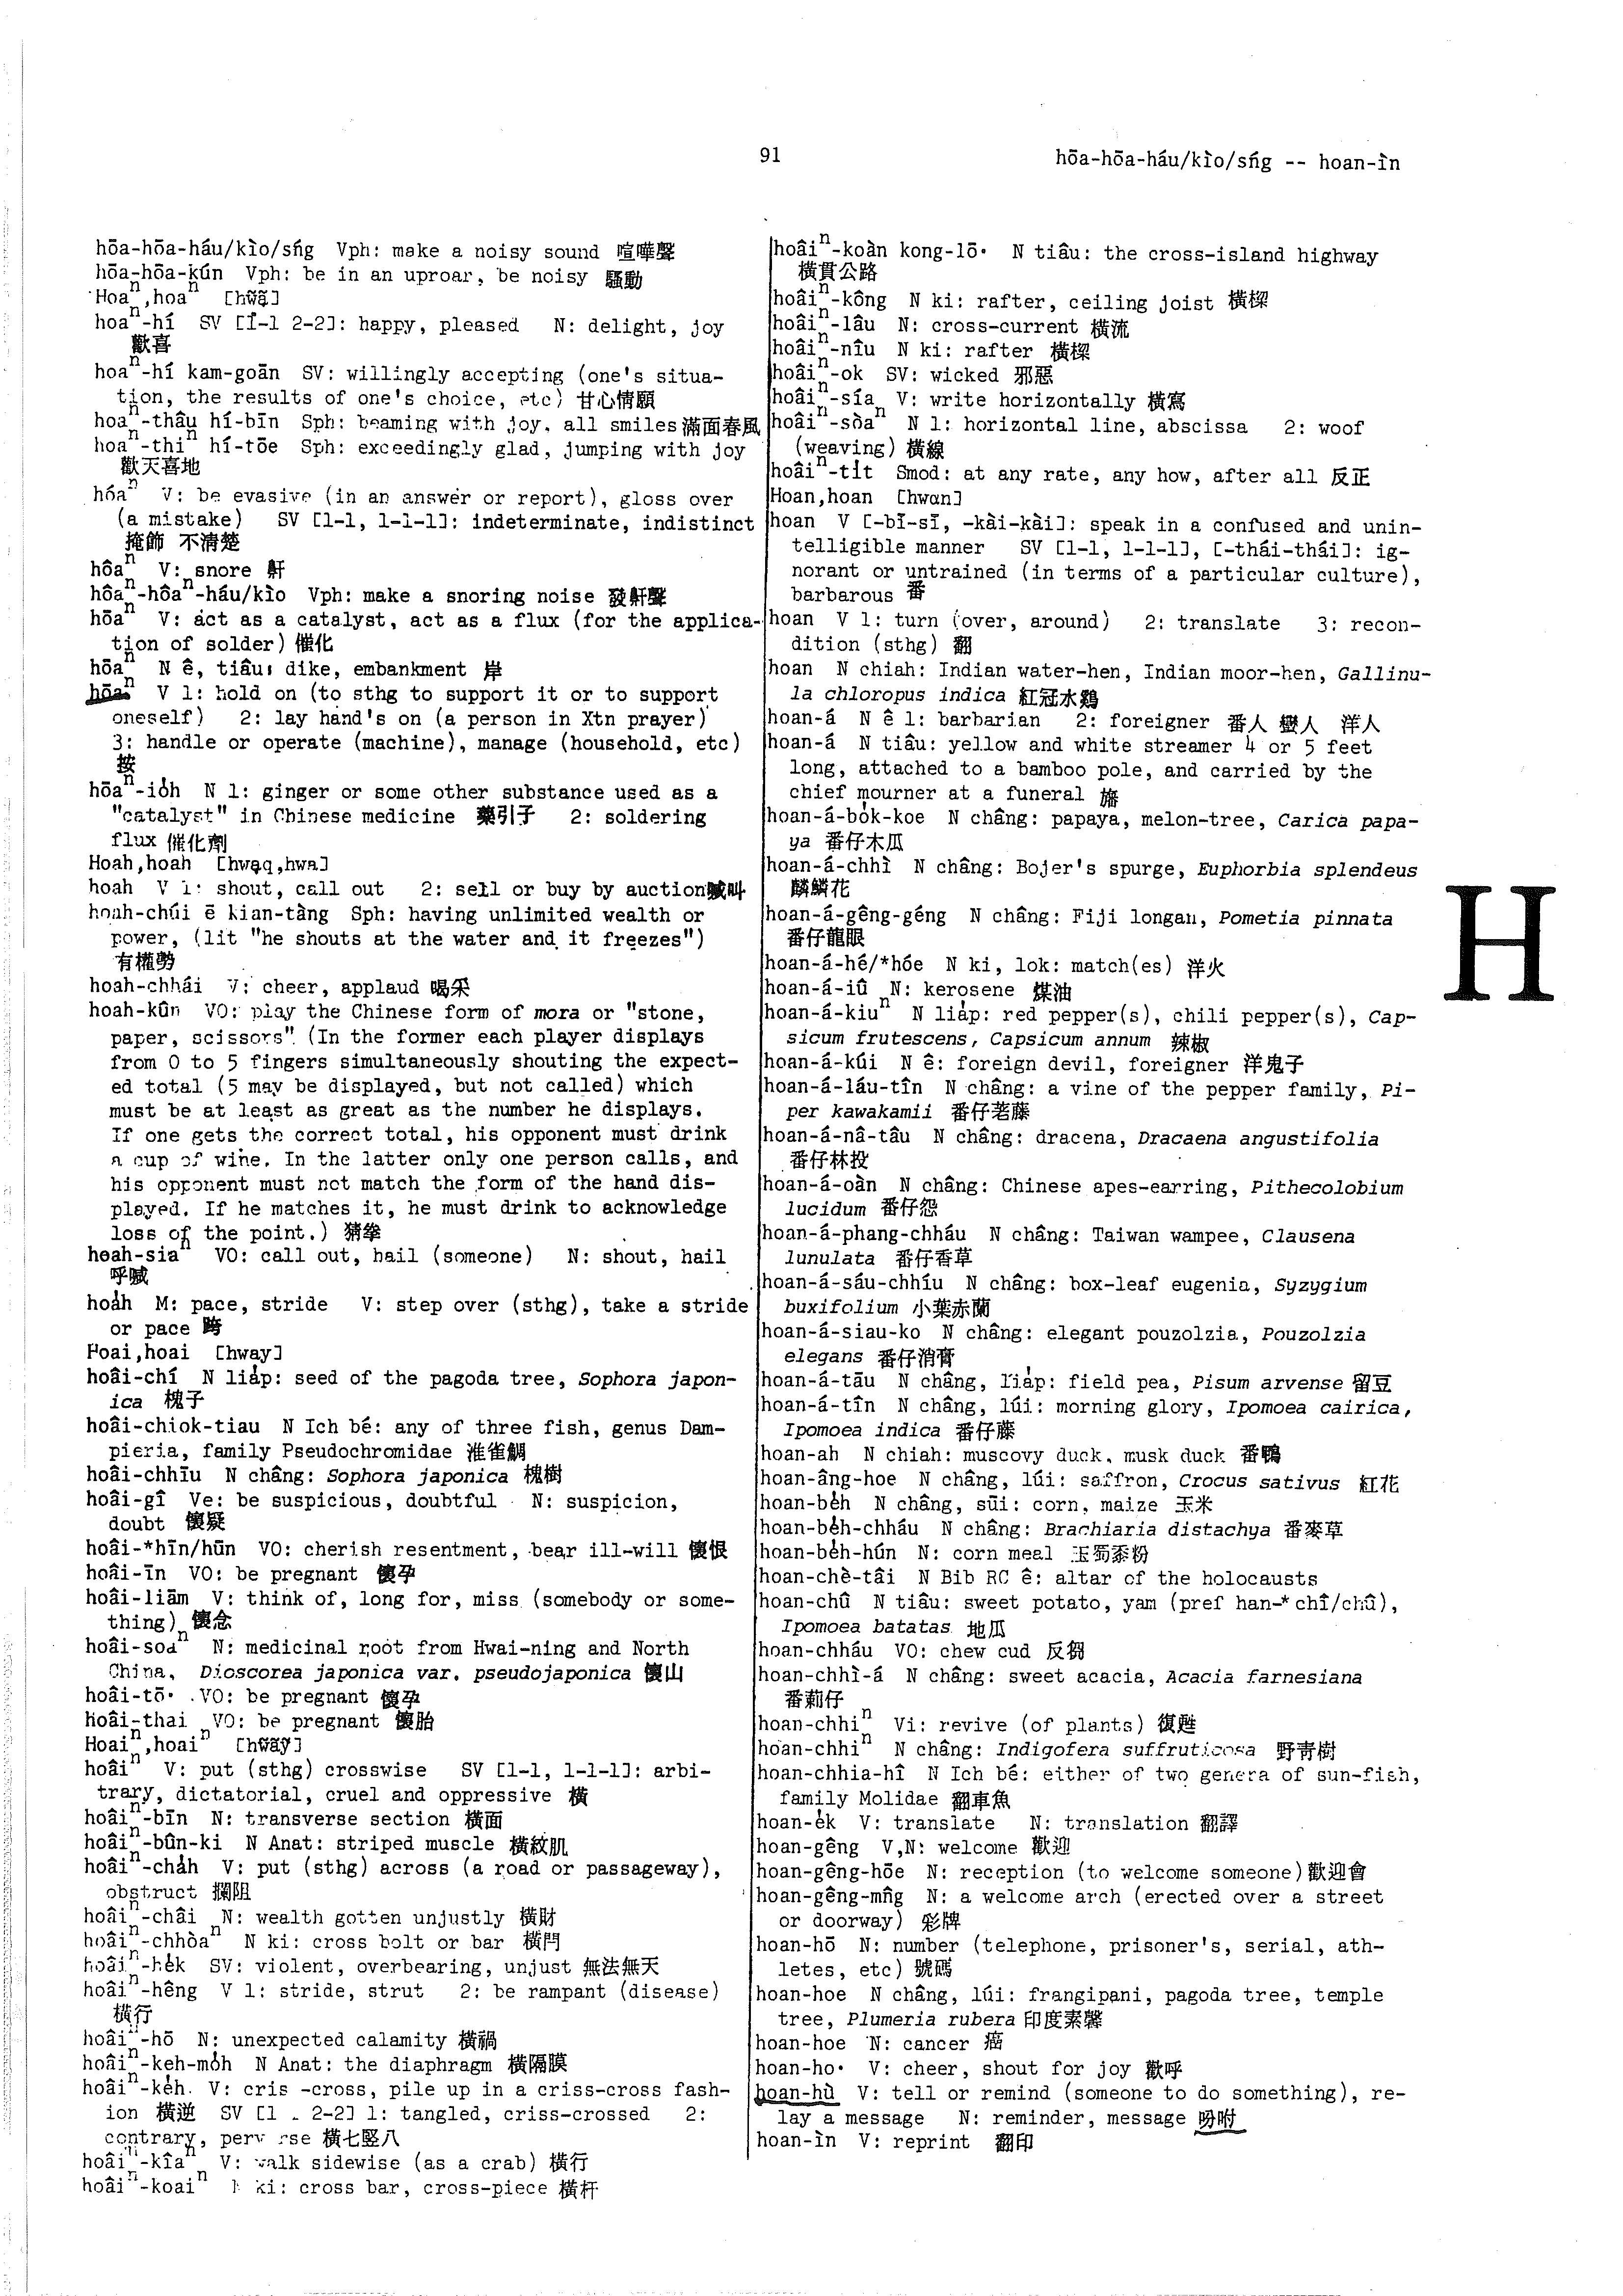 91
hōa-hōa-háu/kìo/sńg -- hoan-ìn
hōa-hōa-háu/kìo/sńg Vph: make a noisy sound 喧嘩聲
hōa-hōa-kún Vph: be in an uproar, be noisy 騷動
Hoaⁿ,hoaⁿ [hw̃ã]
hoaⁿ-hí SV [1-1 2-2]: happy, pleased N: delight, joy
歡喜
hoaⁿ-hí kam-goān SV: willingly accepting (one's situa-
tion, the results of one's choice, etc) 甘心情願
hoaⁿ-thâu hí-bīn Sph: beaming with joy, all smiles 滿面春風
hoaⁿ-thiⁿ hí-tōe Sph: exceedingly glad, jumping with joy
歡天喜地
hóaⁿ V: be evasive (in an answer or report), gloss over
(a mistake) SV [1-1, 1-1-1]: indeterminate, indistinct
掩飾 不清楚
hôaⁿ V: snore 鼾
hôaⁿ-hôaⁿ-háu/kìo Vph: make a snoring noise 發鼾聲
hōaⁿ V: act as a catalyst, act as a flux (for the applica-
tion of solder) 催化
hōaⁿ N ê, tiâu: dike, embankment 岸
hōaⁿ V 1: hold on (to sthg to support it or to support
oneself) 2: lay hand's on (a person in Xtn prayer)
3: handle or operate (machine), manage (household, etc)
按
hōaⁿ-io̍h N 1: ginger or some other substance used as a
"catalyst" in Chinese medicine 藥引子 2: soldering
flux 催化劑
Hoah,hoah [hwạq,hwa]
hoah V 1: shout, call out 2: sell or buy by auction 喊叫
hoah-chúi ē kian-tàng Sph: having unlimited wealth or
power, (lit "he shouts at the water and it freezes")
有權勢
hoah-chhái V: cheer, applaud 喝采
hoah-kûn VO: play the Chinese form of mora or "stone,
paper, scissors" (In the former each player displays
from 0 to 5 fingers simultaneously shouting the expect-
ed total (5 may be displayed, but not called) which
must be at least as great as the number he displays.
If one gets the correct total, his opponent must drink
a cup of wine. In the latter only one person calls, and
his opponent must not match the form of the hand dis-
played. If he matches it, he must drink to acknowledge
loss of the point.) 猜拳
hoah-siaⁿ VO: call out, hail (someone) N: shout, hail
呼喊
hoa̍h M: pace, stride V: step over (sthg), take a stride
or pace 跨
Hoai,hoai [hway]
hoâi-chí N lia̍p: seed of the pagoda tree, Sophora japon-
ica 槐子
hoâi-chiok-tiau N Ich bé: any of three fish, genus Dam-
pieria, family Pseudochromidae 淮雀鯛
hoâi-chhīu N châng: Sophora japonica 槐樹
hoâi-gî Ve: be suspicious, doubtful N: suspicion,
doubt 懷疑
hoâi-*hīn/hūn VO: cherish resentment, bear ill-will 懷恨
hoâi-īn VO: be pregnant 懷孕
hoâi-liām V: think of, long for, miss (somebody or some-
thing) 懷念
hoâi-soaⁿ N: medicinal root from Hwai-ning and North
China, Dioscorea japonica var. pseudojaponica 懷山
hoâi-tō· VO: be pregnant 懷孕
hoâi-thai VO: be pregnant 懷胎
Hoaiⁿ,hoaiⁿ [hw̃ãỹ]
hoâiⁿ V: put (sthg) crosswise SV [1-1, 1-1-1]: arbi-
trary, dictatorial, cruel and oppressive 橫
hoâiⁿ-bīn N: transverse section 橫面
hoâiⁿ-bûn-ki N Anat: striped muscle 橫紋肌
hoâiⁿ-cha̍h V: put (sthg) across (a road or passageway),
obstruct 攔阻
hoâiⁿ-châi N: wealth gotten unjustly 橫財
hoâiⁿ-chhòaⁿ N ki: cross bolt or bar 橫閂
hoâiⁿ-he̍k SV: violent, overbearing, unjust 無法無天
hoâiⁿ-hêng V 1: stride, strut 2: be rampant (disease)
橫行
hoâiⁿ-hō N: unexpected calamity 橫禍
hoâiⁿ-keh-mo̍h N Anat: the diaphragm 橫隔膜
hoâiⁿ-ke̍h V: cris -cross, pile up in a criss-cross fash-
ion 橫逆 SV [1 2-2] 1: tangled, criss-crossed 2:
contrary, perverse 橫七竪八
hoâiⁿ-kîaⁿ V: walk sidewise (as a crab) 橫行
hoâiⁿ-koaiⁿ N ki: cross bar, cross-piece 橫杆
hoâiⁿ-koàn kong-lō· N tiâu: the cross-island highway
橫貫公路
hoâiⁿ-kông N ki: rafter, ceiling joist 橫樑
hoâiⁿ-lâu N: cross-current 橫流
hoâiⁿ-nîu N ki: rafter 橫樑
hoâiⁿ-ok SV: wicked 邪惡
hoâiⁿ-sía V: write horizontally 橫寫
hoâiⁿ-sòaⁿ N 1: horizontal line, abscissa 2: woof
(weaving) 橫線
hoâiⁿ-ti̍t Smod: at any rate, any how, after all 反正
Hoan,hoan [hwan]
hoan V [-bī-sī, -kài-kài]: speak in a confused and unin-
telligible manner SV [1-1, 1-1-1], [-thái-thái]: ig-
norant or untrained (in terms of a particular culture),
barbarous 番
hoan V 1: turn (over, around) 2: translate 3: recon-
dition (sthg) 翻
hoan N chiah: Indian water-hen, Indian moor-hen, Gallinu-
la chloropus indica 紅冠水鷄
hoan-á N ê 1: barbarian 2: foreigner 番人 蠻人 洋人
hoan-á N tiâu: yellow and white streamer 4 or 5 feet
long, attached to a bamboo pole, and carried by the
chief mourner at a funeral 旛
hoan-á-bo̍k-koe N châng: papaya, melon-tree, Carica papa-
ya 番仔木瓜
hoan-á-chhì N châng: Bojer's spurge, Euphorbia splendeus
麒麟花
hoan-á-gêng-géng N châng: Fiji longan, Pometia pinnata
番仔龍眼
hoan-á-hé/*hóe N ki, lok: match(es) 洋火
hoan-á-iû N: kerosene 煤油
hoan-á-kiuⁿ N lia̍p: red pepper(s), chili pepper(s), Cap-
sicum frutescens, Capsicum annum 辣椒
hoan-á-kúi N ê: foreign devil, foreigner 洋鬼子
hoan-á-láu-tîn N châng: a vine of the pepper family, Pi-
per kawakamii 番仔荖藤
hoan-á-nâ-tâu N châng: dracena, Dracaena angustifolia
番仔林投
hoan-á-oàn N châng: Chinese apes-earring, Pithecolobium
lucidum 番仔怨
hoan-á-phang-chháu N châng: Taiwan wampee, Clausena
lunulata 番仔香草
hoan-á-sáu-chhíu N châng: box-leaf eugenia, Syzygium
buxifolium 小葉赤蘭
hoan-á-siau-ko N châng: elegant pouzolzia, Pouzolzia
elegans 番仔消膏
hoan-á-tāu N châng, lia̍p: field pea, Pisum arvense 留豆
hoan-á-tîn N châng, lúi: morning glory, Ipomoea cairica,
Ipomoea indica 番仔藤
hoan-ah N chiah: muscovy duck, musk duck 番鴨
hoan-âng-hoe N châng, lúi: saffron, Crocus sativus 紅花
hoan-be̍h N châng, sūi: corn, maize 玉米
hoan-be̍h-chháu N châng: Brachiaria distachya 番麥草
hoan-be̍h-hún N: corn meal 玉蜀黍粉
hoan-chè-tâi N Bib RC ê: altar of the holocausts
hoan-chû N tiâu: sweet potato, yam (pref han-*chî/chû),
Ipomoea batatas 地瓜
hoan-chháu VO: chew cud 反芻
hoan-chhì-á N châng: sweet acacia, Acacia farnesiana
番莿仔
hoan-chhiⁿ Vi: revive (of plants) 復甦
hoan-chhiⁿ N châng: Indigofera suffruticosa 野青樹
hoan-chhia-hî N Ich bé: either of two genera of sun-fish,
family Molidae 翻車魚
hoan-e̍k V: translate N: translation 翻譯
hoan-gêng V,N: welcome 歡迎
hoan-gêng-hōe N: reception (to welcome someone) 歡迎會
hoan-gêng-mn̂g N: a welcome arch (erected over a street
or doorway) 彩牌
hoan-hō N: number (telephone, prisoner's, serial, ath-
letes, etc) 號碼
hoan-hoe N châng, lúi: frangipani, pagoda tree, temple
tree, Plumeria rubera 印度素馨
hoan-hoe N: cancer 癌
hoan-ho· V: cheer, shout for joy 歡呼
hoan-hù V: tell or remind (someone to do something), re-
lay a message N: reminder, message 吩咐
hoan-ìn V: reprint 翻印
H